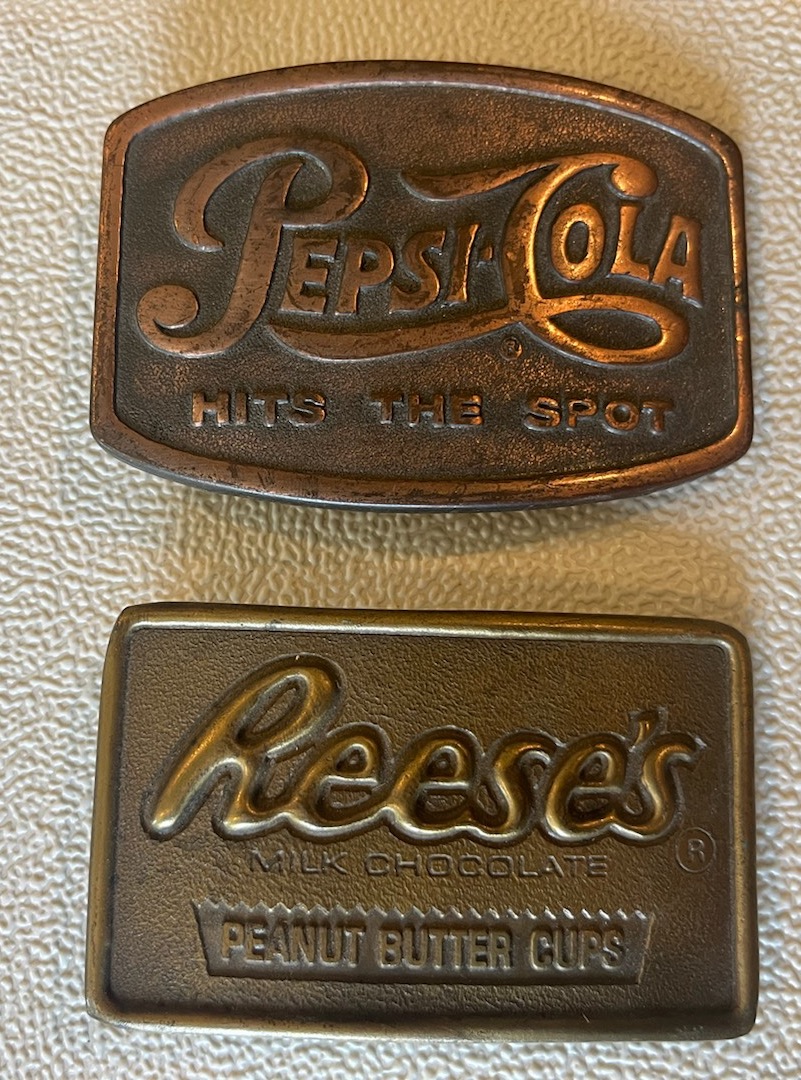 PEPSI-COLA
®
HITS THE SPOT
Reese's
®
MILK CHOCOLATE
PEANUT BUTTER CUPS